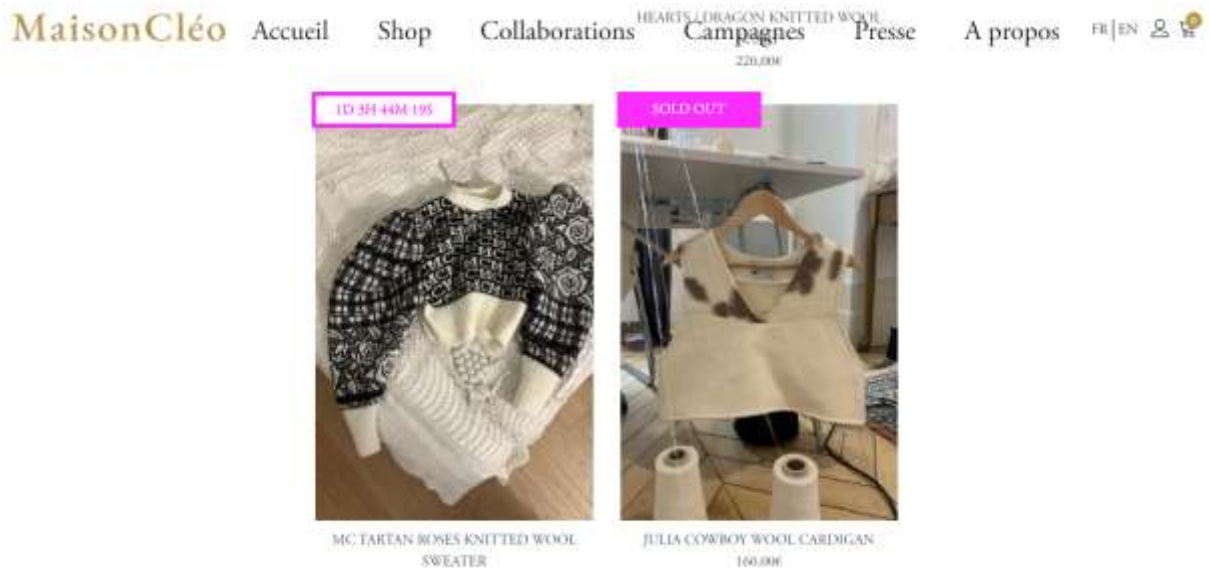 MaisonCléo
Accueil Shop Collaborations Campagnes Presse A propos FR|EN 0
HEARTS / DRAGON KNITTED WOOL
220,00€
1D 3H 44M 19S
SOLD OUT
MC TARTAN ROSES KNITTED WOOL
SWEATER
JULIA COWBOY WOOL CARDIGAN
160,00€